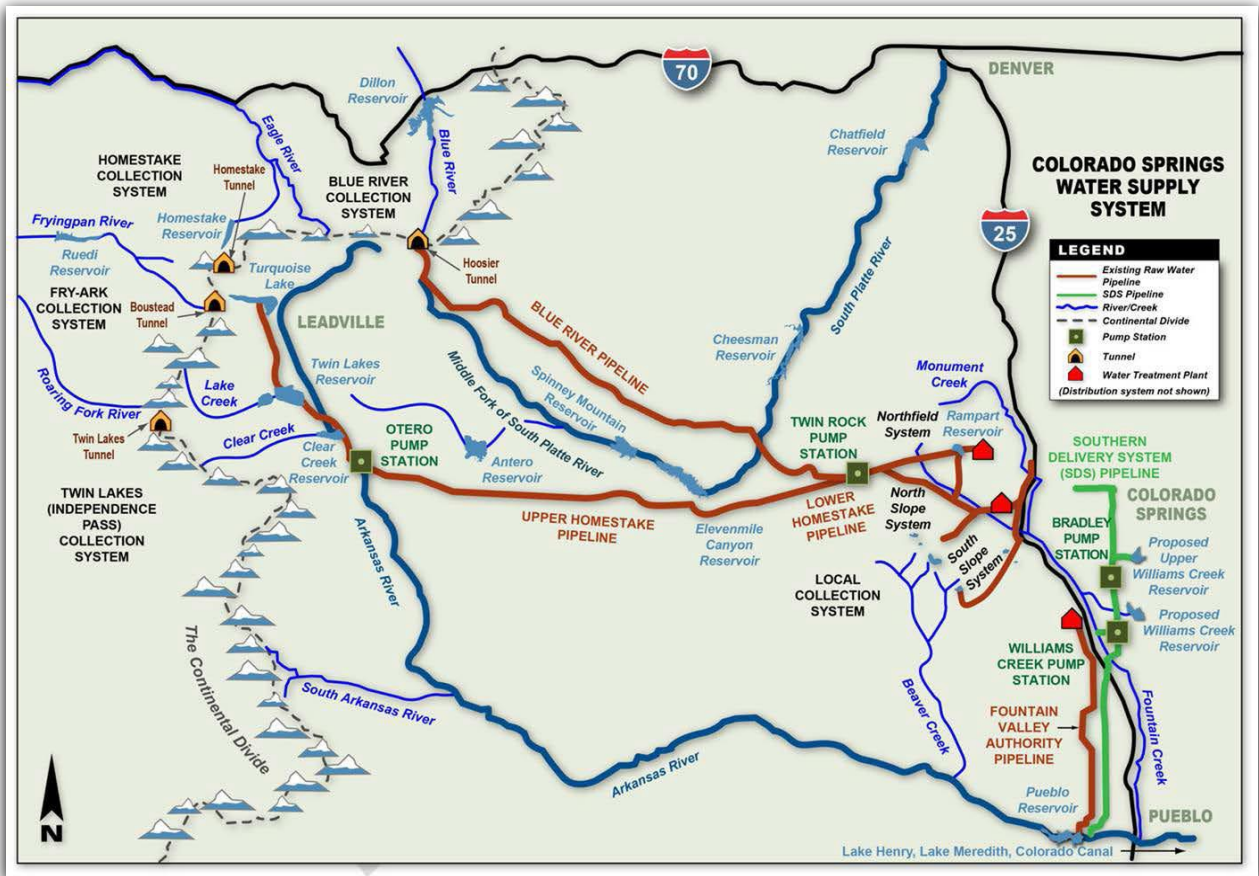 70
DENVER
Dillon
Reservoir
Eagle River
Blue River
Chatfield
Reservoir
HOMESTAKE
COLLECTION
SYSTEM
Homestake
Tunnel
BLUE RIVER
COLLECTION
SYSTEM
COLORADO SPRINGS
WATER SUPPLY
SYSTEM
Fryingpan River
Homestake
Reservoir
25
Ruedi
Reservoir
Hoosier
Tunnel
LEGEND
Existing Raw Water
Pipeline
SDS Pipeline
River/Creek
Continental Divide
Pump Station
Tunnel
Water Treatment Plant
(Distribution system not shown)
Turquoise
Lake
FRY-ARK
COLLECTION
SYSTEM
Boustead
Tunnel
LEADVILLE
BLUE RIVER PIPELINE
South Platte River
Cheesman
Reservoir
Twin Lakes
Reservoir
Middle Fork of South Platte River
Spinney Mountain
Reservoir
Monument
Creek
Roaring Fork River
Lake
Creek
Northfield
System
Rampart
Reservoir
TWIN ROCK
PUMP
STATION
Twin Lakes
Tunnel
Clear Creek
OTERO
PUMP
STATION
Clear
Creek
Reservoir
Antero
Reservoir
SOUTHERN
DELIVERY SYSTEM
(SDS) PIPELINE
COLORADO
SPRINGS
TWIN LAKES
(INDEPENDENCE
PASS)
COLLECTION
SYSTEM
UPPER HOMESTAKE
PIPELINE
Elevenmile
Canyon
Reservoir
LOWER
HOMESTAKE
PIPELINE
North
Slope
System
BRADLEY
PUMP
STATION
Proposed
Upper
Williams Creek
Reservoir
South
Slope
System
Arkansas River
LOCAL
COLLECTION
SYSTEM
Proposed
Williams Creek
Reservoir
The Continental Divide
WILLIAMS
CREEK PUMP
STATION
South Arkansas River
Beaver Creek
FOUNTAIN
VALLEY
AUTHORITY
PIPELINE
Fountain Creek
Arkansas River
Pueblo
Reservoir
PUEBLO
N
Lake Henry, Lake Meredith, Colorado Canal